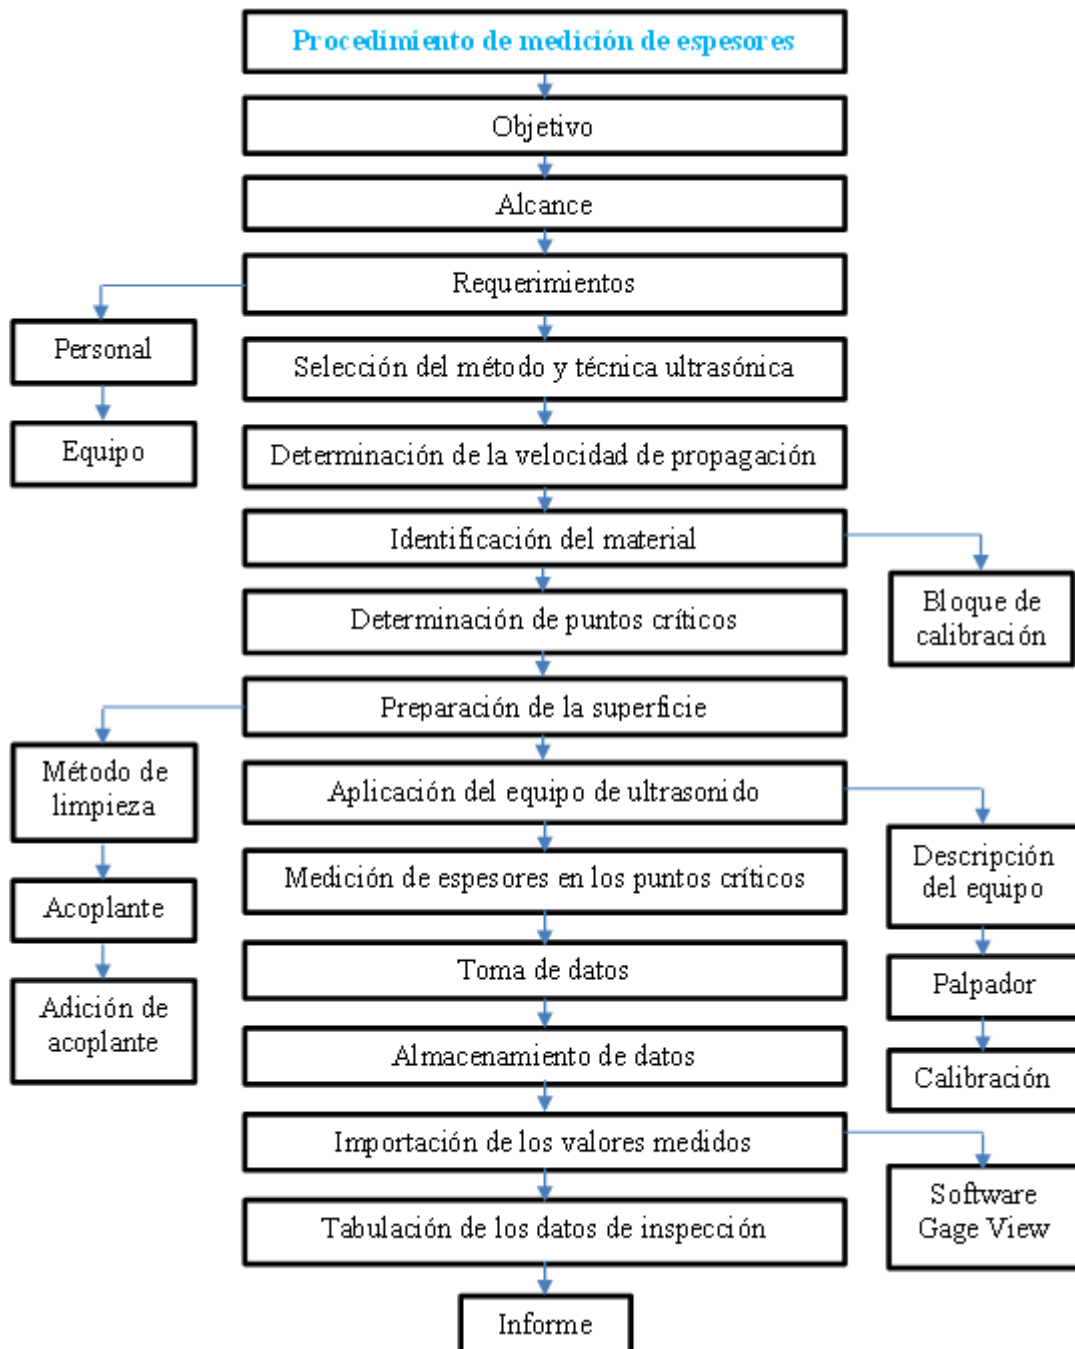 Procedimiento de medición de espesores
Objetivo
Alcance
Requerimientos
Personal
Equipo
Selección del método y técnica ultrasónica
Determinación de la velocidad de propagación
Identificación del material
Bloque de
calibración
Determinación de puntos críticos
Preparación de la superficie
Método de
limpieza
Acoplante
Adición de
acoplante
Aplicación del equipo de ultrasonido
Descripción
del equipo
Palpador
Calibración
Medición de espesores en los puntos críticos
Toma de datos
Almacenamiento de datos
Importación de los valores medidos
Software
Gage View
Tabulación de los datos de inspección
Informe